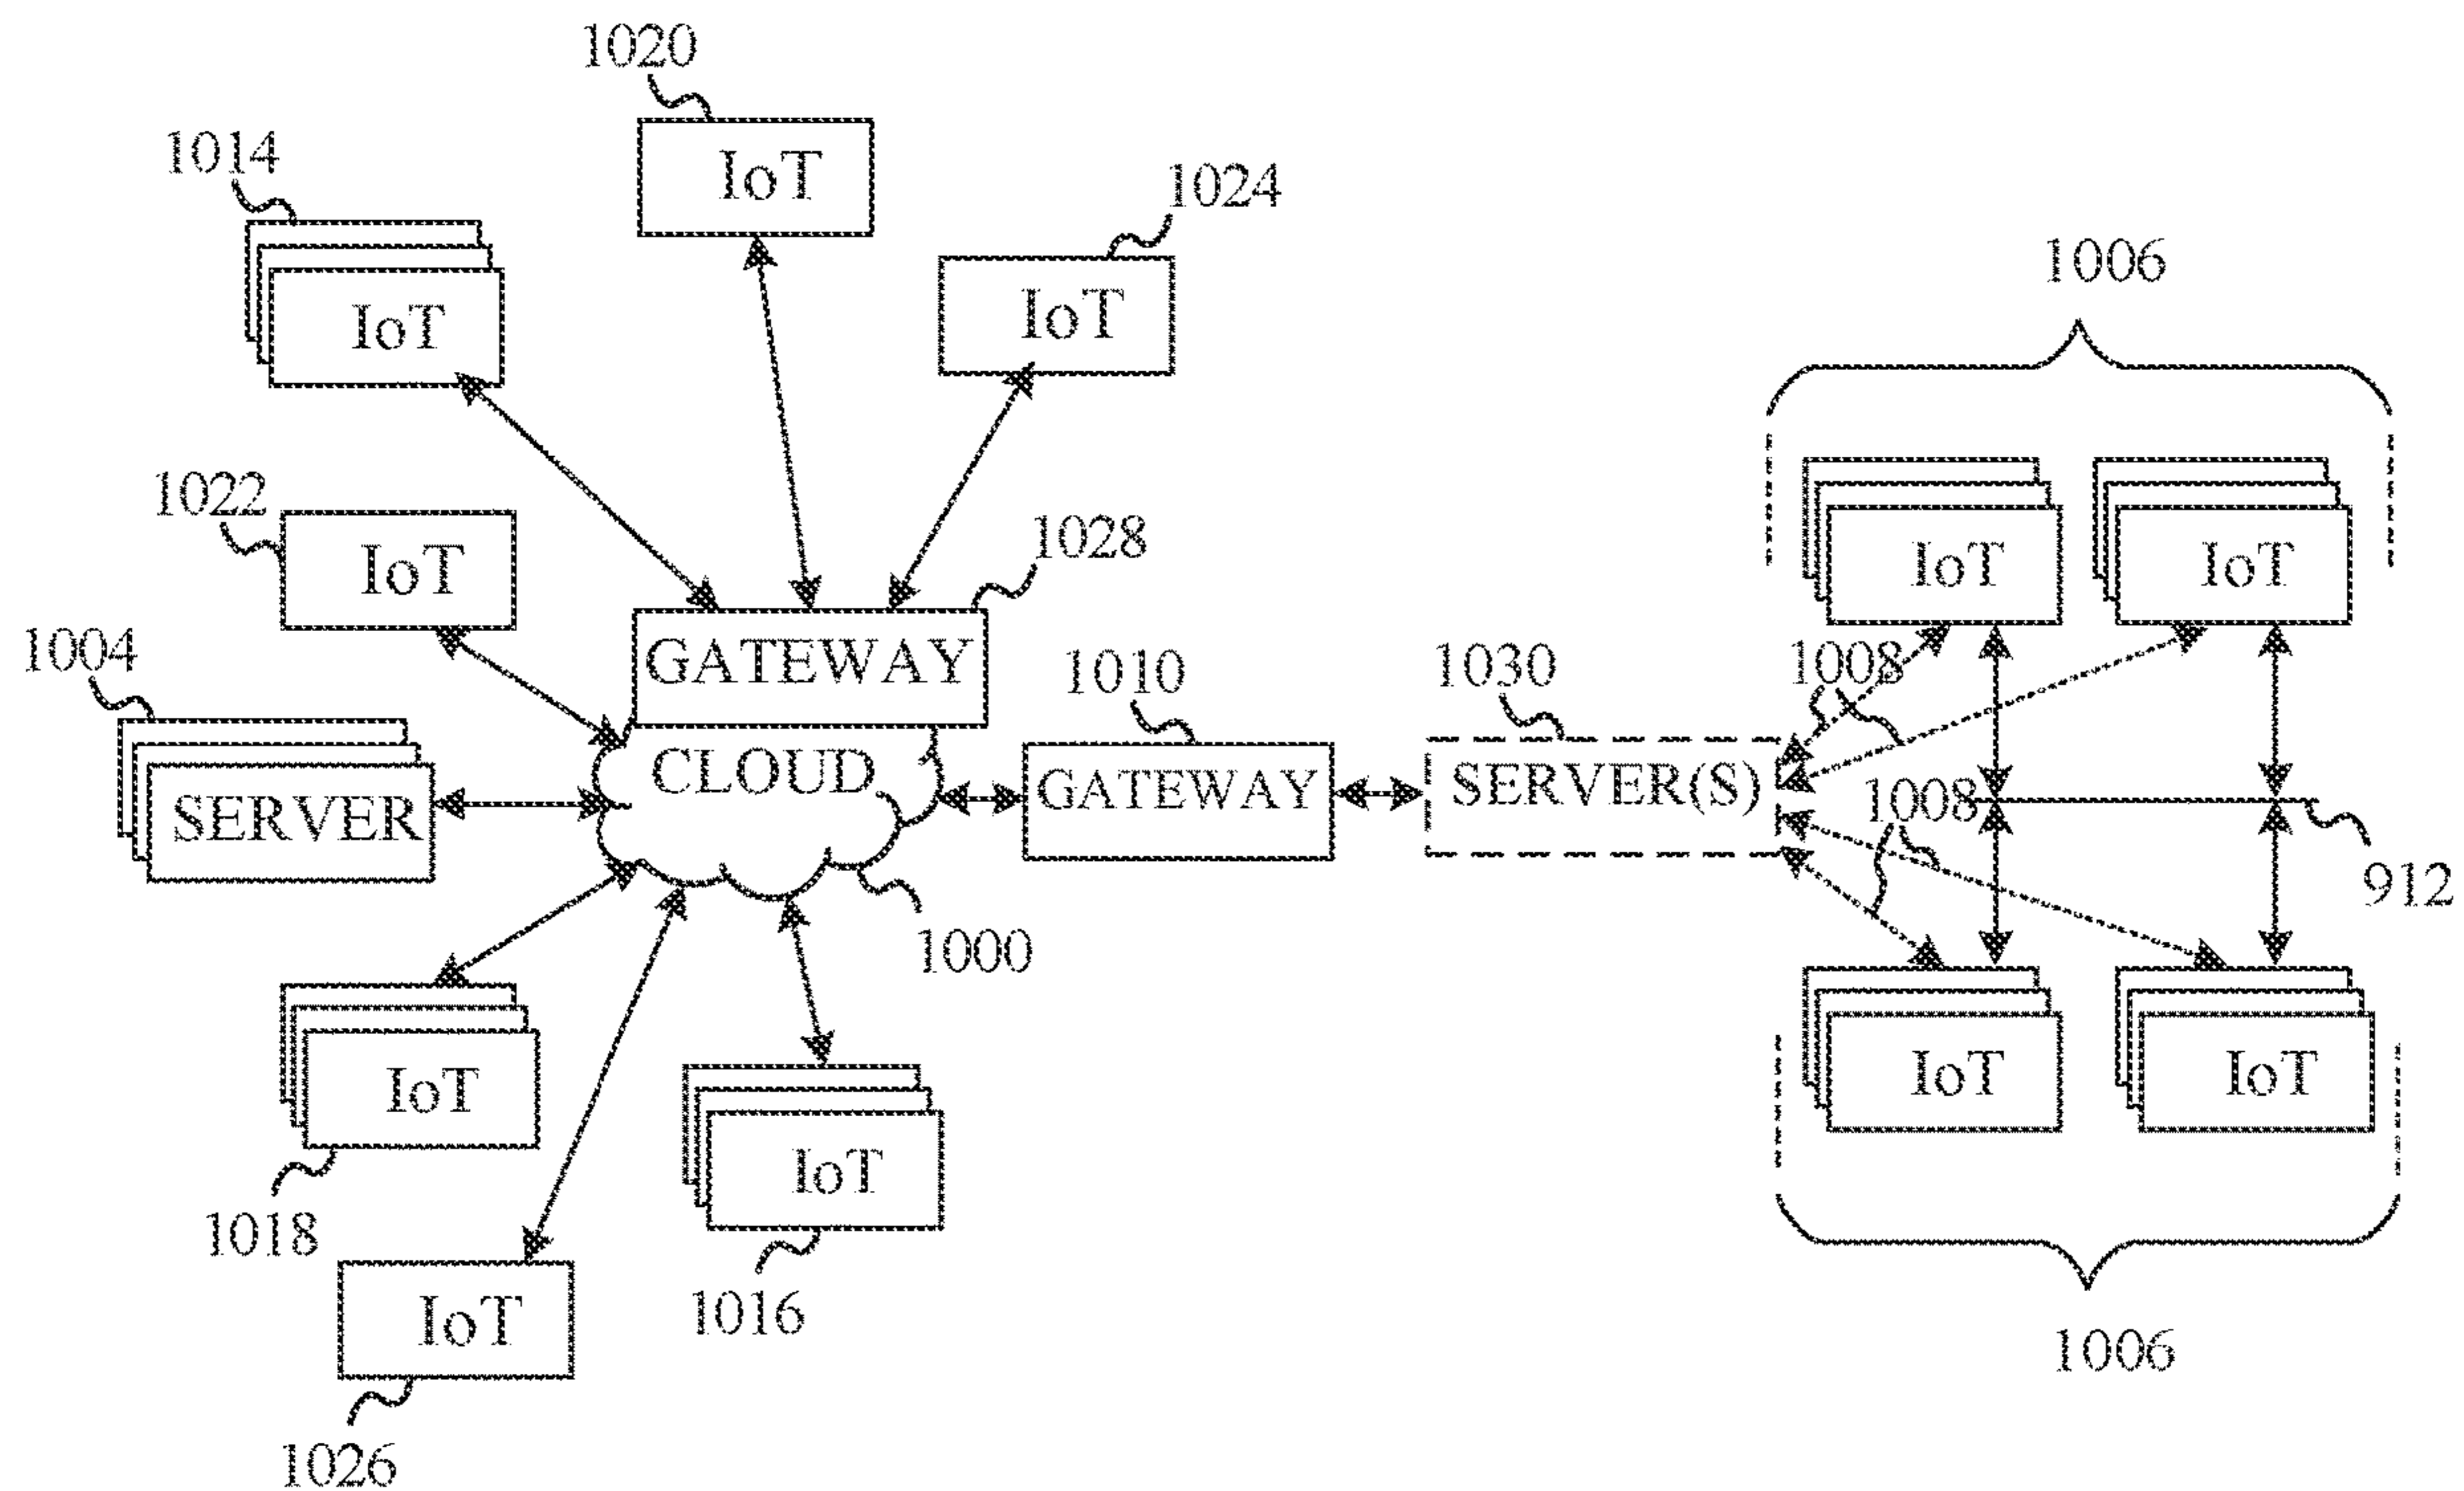 1020
1014
IoT
1024
IoT
IoT
1006
1022
IoT
1028
IoT
IoT
1004
GATEWAY
1010
1030
1008
SERVER
CLOUD
GATEWAY
SERVER(S)
1008
912
1000
IoT
IoT
IoT
IoT
1018
1016
IoT
1006
1026